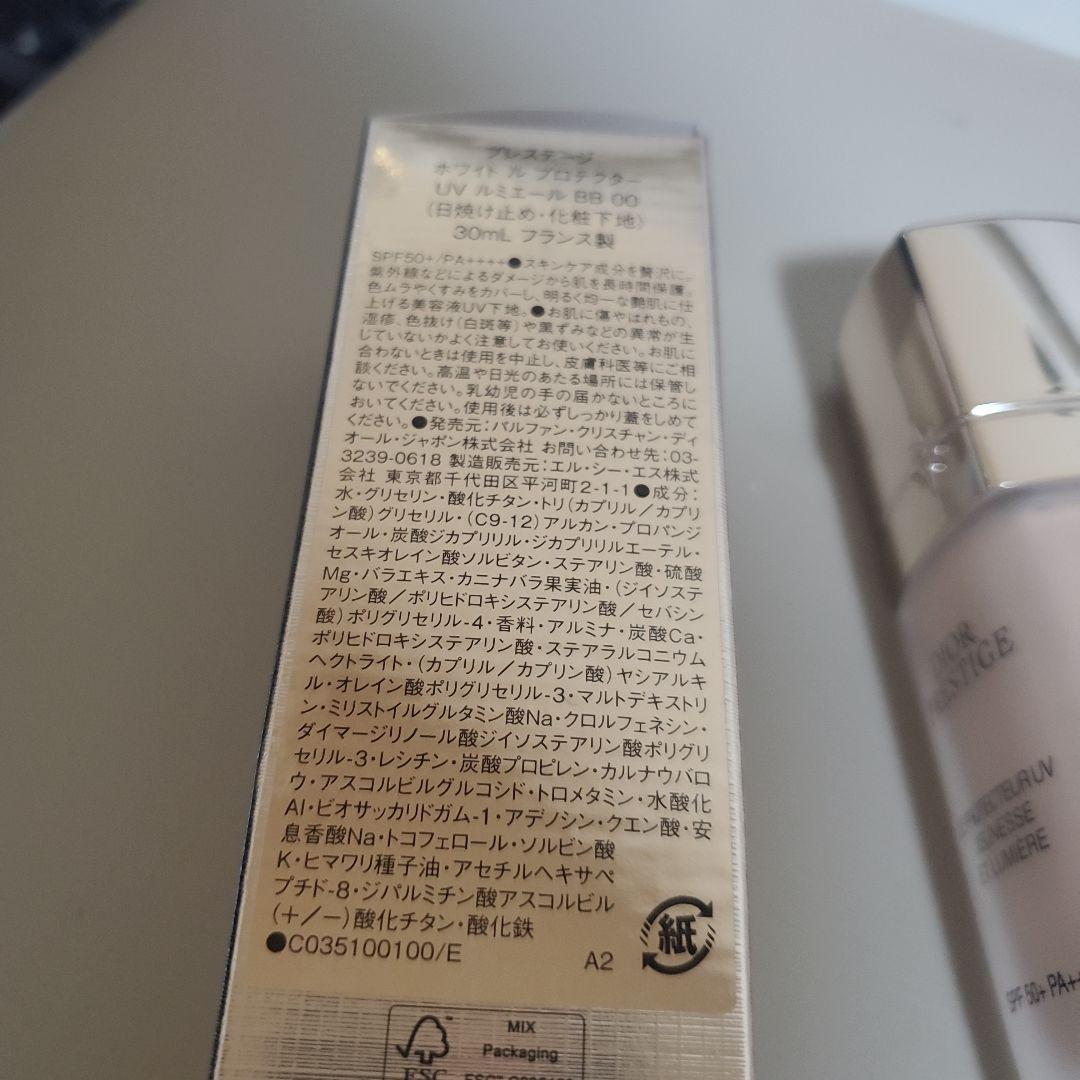 プレステージ
ホワイト ル プロテクター
UV ルミエール BB 00
(日焼け止め・化粧下地)
30mL フランス製
SPF50+/PA++++●スキンケア成分を贅沢に。
紫外線などによるダメージから肌を長時間保護。
色ムラやくすみをカバーし、明るく均一な艶肌に仕
上げる美容液UV下地。●お肌に傷やはれもの、
湿疹、色抜け(白斑等)や黒ずみなどの異常が生
じていないかよく注意してお使いください。お肌に
合わないときは使用を中止し、皮膚科医等にご相
談ください。高温や日光のあたる場所には保管し
ないでください。乳幼児の手の届かないところに
おいてください。使用後は必ずしっかり蓋をしめて
ください。●発売元:パルファン・クリスチャン・ディ
オール・ジャポン株式会社 お問い合わせ先:03-
3239-0618 製造販売元:エル・シー・エス株式
会社 東京都千代田区平河町2-1-1●成分:
水・グリセリン・酸化チタン・トリ(カプリル/カプリ
ン酸)グリセリル・(C9-12)アルカン・プロパンジ
オール・炭酸ジカプリリル・ジカプリリルエーテル・
セスキオレイン酸ソルビタン・ステアリン酸・硫酸
Mg・バラエキス・カニナバラ果実油・(ジイソステ
アリン酸/ポリヒドロキシステアリン酸/セバシン
酸)ポリグリセリル-4・香料・アルミナ・炭酸Ca・
ポリヒドロキシステアリン酸・ステアラルコニウム
ヘクトライト・(カプリル/カプリン酸)ヤシアルキ
ル・オレイン酸ポリグリセリル-3・マルトデキストリ
ン・ミリストイルグルタミン酸Na・クロルフェネシン・
ダイマージリノール酸ジイソステアリン酸ポリグリ
セリル-3・レシチン・炭酸プロピレン・カルナウバロ
ウ・アスコルビルグルコシド・トロメタミン・水酸化
Al・ビオサッカリドガム-1・アデノシン・クエン酸・安
息香酸Na・トコフェロール・ソルビン酸
K・ヒマワリ種子油・アセチルヘキサペ
プチド-8・ジパルミチン酸アスコルビル
(+/-)酸化チタン・酸化鉄
●C035100100/E
A2
紙
MIX
Packaging
FSC
DIOR
PRESTIGE
PROTECTEUR UV
JEUNESSE
ET LUMIÈRE
SPF 50+ PA++